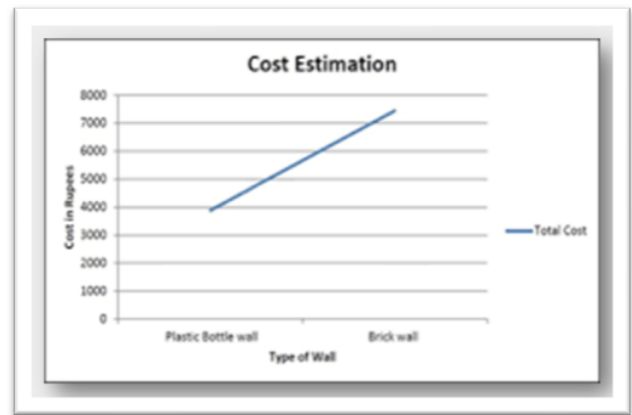 Cost Estimation
8000
7000
6000
5000
4000
3000
2000
1000
0
Cost in Rupees
Plastic Bottle wall
Brick wall
Type of Wall
Total Cost